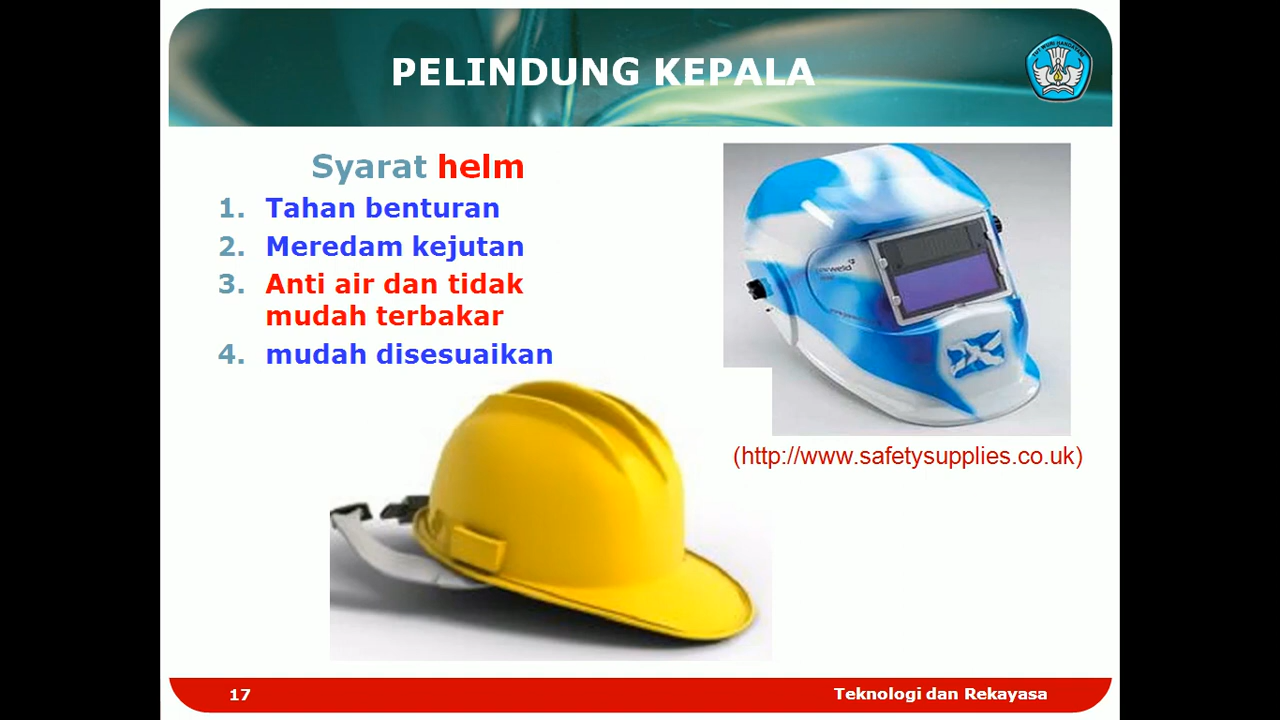 PELINDUNG KEPALA
Syarat helm
1. Tahan benturan
2. Meredam kejutan
3. Anti air dan tidak
mudah terbakar
4. mudah disesuaikan
(http://www.safetysupplies.co.uk)
17
Teknologi dan Rekayasa